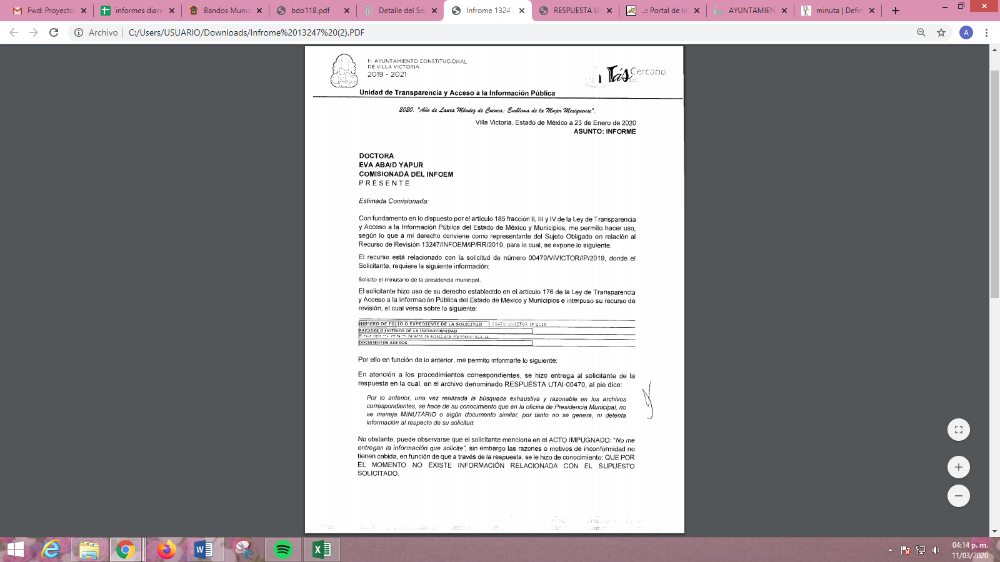 Fwd: Proyectos
informes diario
Bandos Munic
bdo118.pdf
Detalle del Seg
Infrome 13247
RESPUESTA UT
..:: Portal de In
AYUNTAMIEN
minuta | Defin
Archivo
C:/Users/USUARIO/Downloads/Infrome%2013247%20(2).PDF
A
H. AYUNTAMIENTO CONSTITUCIONAL
DE VILLA VICTORIA
2019 - 2021
Más Cercano
Unidad de Transparencia y Acceso a la Información Pública
2020. "Año de Laura Méndez de Cuenca: Emblema de la Mujer Mexiquense".
Villa Victoria, Estado de México a 23 de Enero de 2020
ASUNTO: INFORME
DOCTORA
EVA ABAID YAPUR
COMISIONADA DEL INFOEM
P R E S E N T E
Estimada Comisionada:
Con fundamento en lo dispuesto por el artículo 185 fracción II, III y IV de la Ley de Transparencia
y Acceso a la Información Pública del Estado de México y Municipios, me permito hacer uso,
según lo que a mi derecho conviene como representante del Sujeto Obligado en relación al
Recurso de Revisión 13247/INFOEM/IP/RR/2019, para lo cual, se expone lo siguiente.
El recurso está relacionado con la solicitud de número 00470/VIVICTOR/IP/2019, donde el
Solicitante, requiere la siguiente información:
Solicito el minutario de la presidencia municipal.
El solicitante hizo uso de su derecho establecido en el artículo 176 de la Ley de Transparencia
y Acceso a la Información Pública del Estado de México y Municipios e interpuso su recurso de
revisión, el cual versa sobre lo siguiente:
NÚMERO DE FOLIO O EXPEDIENTE DE LA SOLICITUD 00470/VIVICTOR/IP/2019
RAZONES O MOTIVOS DE LA INCONFORMIDAD
El municipio me limita mi derecho de acceso a la información pública.
DOCUMENTOS ANEXOS
Por ello en función de lo anterior, me permito informarle lo siguiente:
En atención a los procedimientos correspondientes, se hizo entrega al solicitante de la
respuesta en la cual, en el archivo denominado RESPUESTA UTAI-00470, al pie dice:
Por lo anterior, una vez realizada la búsqueda exhaustiva y razonable en los archivos
correspondientes, se hace de su conocimiento que en la oficina de Presidencia Municipal, no
se maneja MINUTARIO o algún documento similar, por tanto no se genera, ni detenta
información al respecto de su solicitud.
No obstante, puede observarse que el solicitante menciona en el ACTO IMPUGNADO: "No me
entregan la información que solicite", sin embargo las razones o motivos de inconformidad no
tienen cabida, en función de que a través de la respuesta, se le hizo de conocimiento: QUE POR
EL MOMENTO NO EXISTE INFORMACIÓN RELACIONADA CON EL SUPUESTO
SOLICITADO.
04:14 p. m.
11/03/2020